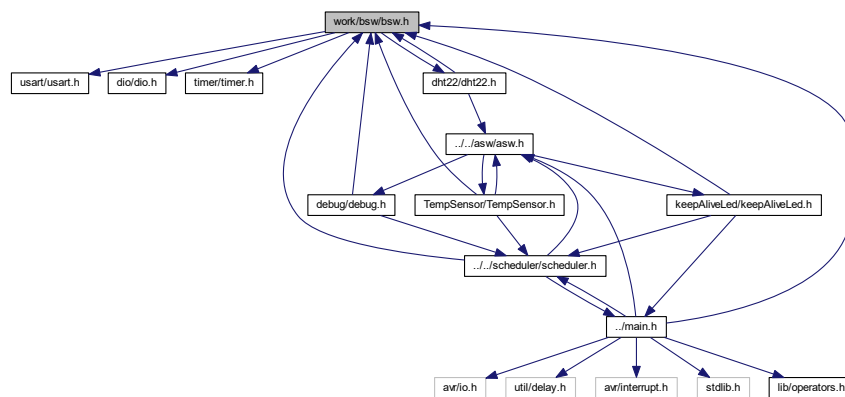 work/bsw/bsw.h
usart/usart.h
dio/dio.h
timer/timer.h
dht22/dht22.h
../../asw/asw.h
debug/debug.h
TempSensor/TempSensor.h
keepAliveLed/keepAliveLed.h
../../scheduler/scheduler.h
../main.h
avr/io.h
util/delay.h
avr/interrupt.h
stdlib.h
lib/operators.h